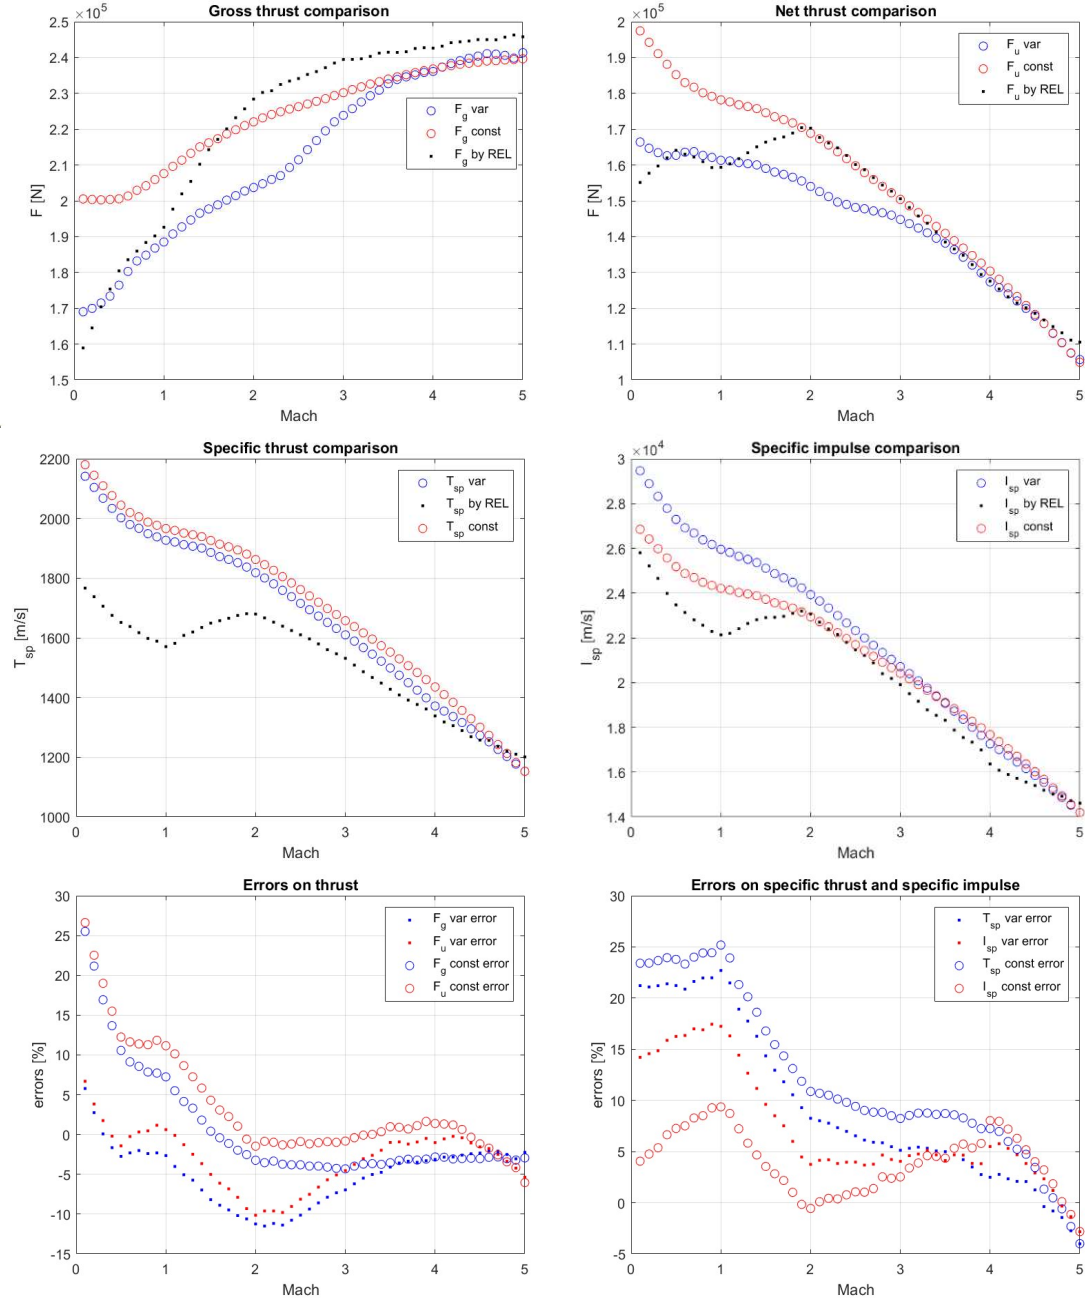 Gross thrust comparison
×10^5
2.5
2.4
2.3
2.2
2.1
2
1.9
1.8
1.7
1.6
1.5
F [N]
0 1 2 3 4 5
Mach
F_g var
F_g const
F_g by REL
Net thrust comparison
×10^5
2
1.9
1.8
1.7
1.6
1.5
1.4
1.3
1.2
1.1
1
F [N]
0 1 2 3 4 5
Mach
F_u var
F_u const
F_u by REL
Specific thrust comparison
2200
2000
1800
1600
1400
1200
1000
T_sp [m/s]
0 1 2 3 4 5
Mach
T_sp var
T_sp by REL
T_sp const
Specific impulse comparison
×10^4
3
2.8
2.6
2.4
2.2
2
1.8
1.6
1.4
I_sp [m/s]
0 1 2 3 4 5
Mach
I_sp var
I_sp by REL
I_sp const
Errors on thrust
30
25
20
15
10
5
0
-5
-10
-15
errors [%]
0 1 2 3 4 5
Mach
F_g var error
F_u var error
F_g const error
F_u const error
Errors on specific thrust and specific impulse
30
25
20
15
10
5
0
-5
errors [%]
0 1 2 3 4 5
Mach
T_sp var error
I_sp var error
T_sp const error
I_sp const error